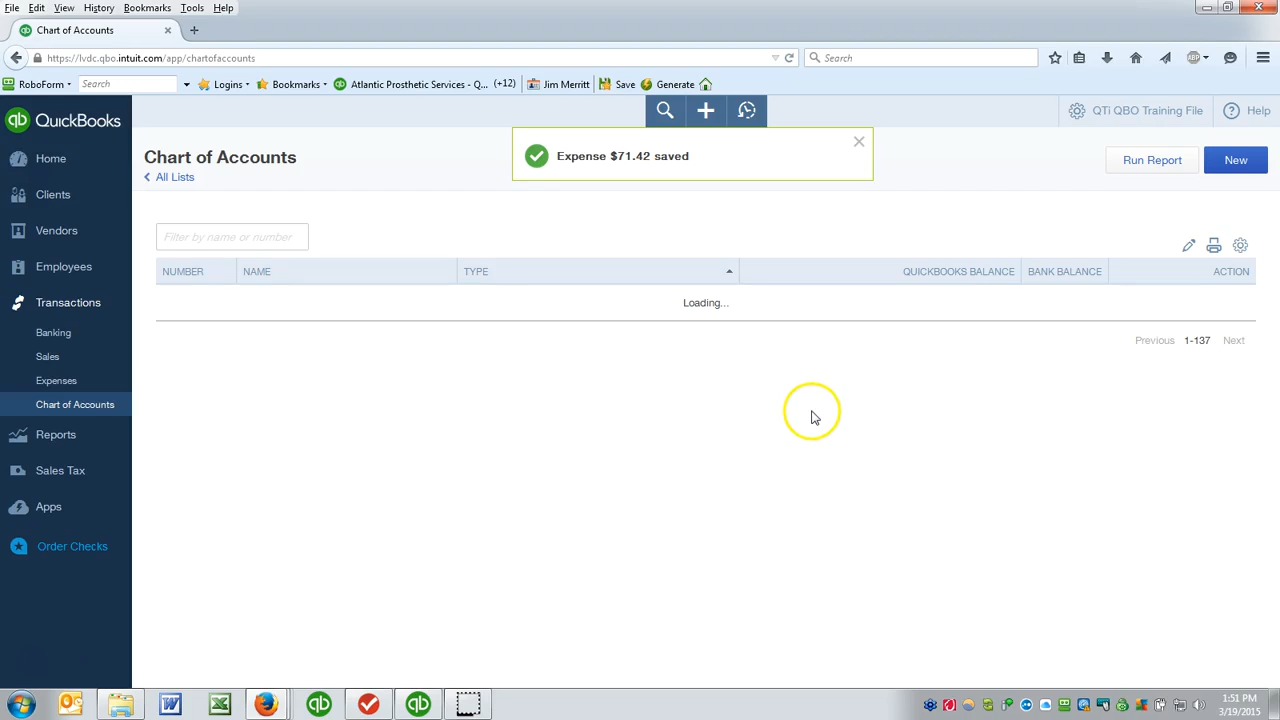 File Edit View History Bookmarks Tools Help
Chart of Accounts
https://lvdc.qbo.intuit.com/app/chartofaccounts
Search
RoboForm Search Logins Bookmarks Atlantic Prosthetic Services - Q... (+12) Jim Merritt Save Generate
QuickBooks
QTi QBO Training File Help
Home
Clients
Vendors
Employees
Transactions
Banking
Sales
Expenses
Chart of Accounts
Reports
Sales Tax
Apps
Order Checks
Chart of Accounts
All Lists
Expense $71.42 saved
Run Report New
Filter by name or number
NUMBER NAME TYPE QUICKBOOKS BALANCE BANK BALANCE ACTION
Loading...
Previous 1-137 Next
1:51 PM
3/19/2015